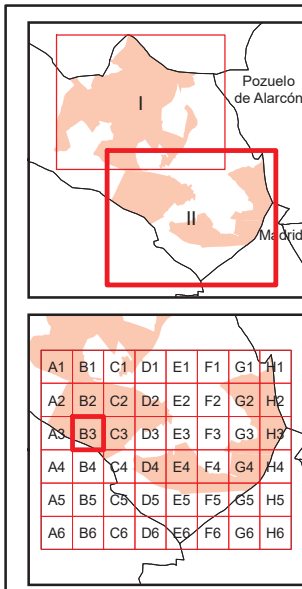 Pozuelo
de Alarcón
I
II
Madrid
A1 B1 C1 D1 E1 F1 G1 H1
A2 B2 C2 D2 E2 F2 G2 H2
A3 B3 C3 D3 E3 F3 G3 H3
A4 B4 C4 D4 E4 F4 G4 H4
A5 B5 C5 D5 E5 F5 G5 H5
A6 B6 C6 D6 E6 F6 G6 H6